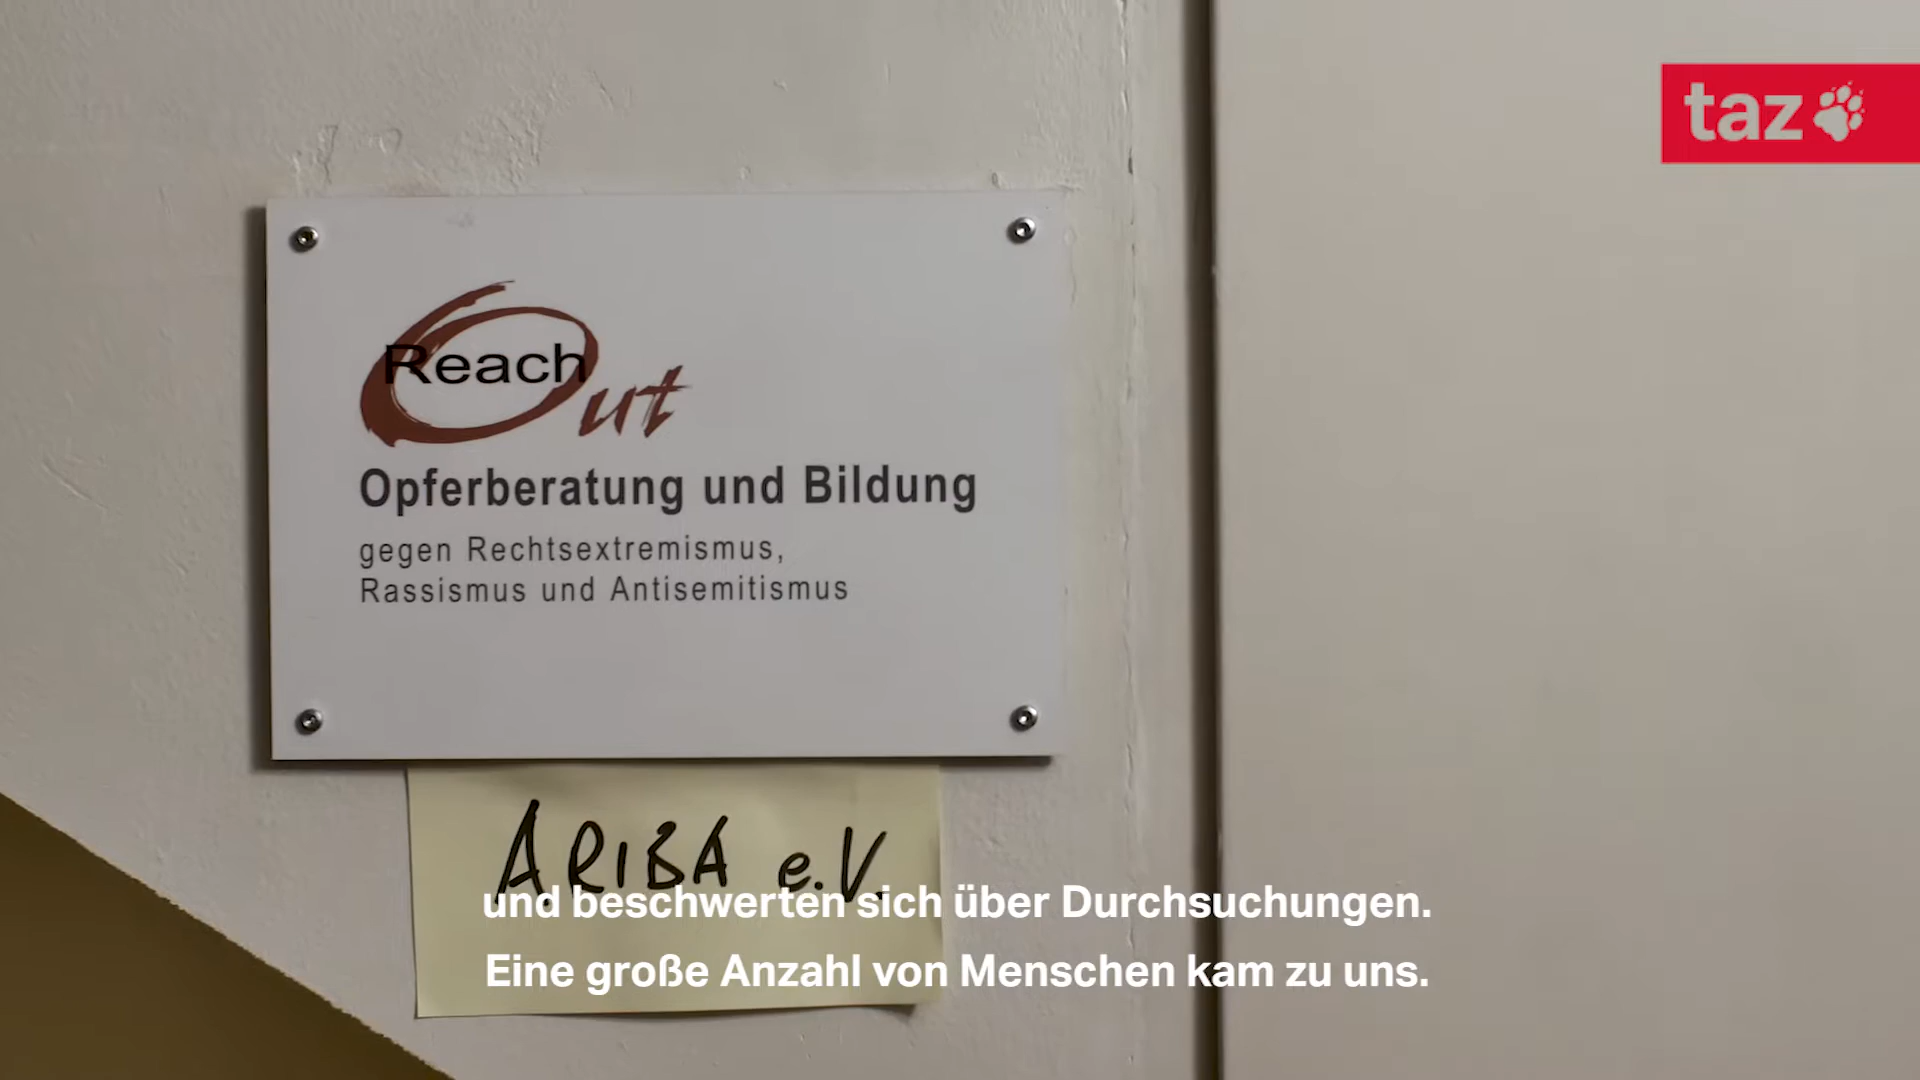 taz
Reach Out
Opferberatung und Bildung
gegen Rechtsextremismus,
Rassismus und Antisemitismus
ARIBA e.V.
und beschwerten sich über Durchsuchungen.
Eine große Anzahl von Menschen kam zu uns.